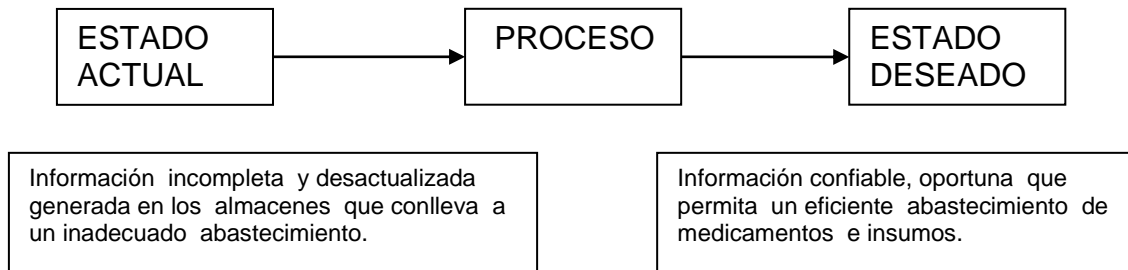 ESTADO
ACTUAL
PROCESO
ESTADO
DESEADO
Información incompleta y desactualizada
generada en los almacenes que conlleva a
un inadecuado abastecimiento.
Información confiable, oportuna que
permita un eficiente abastecimiento de
medicamentos e insumos.